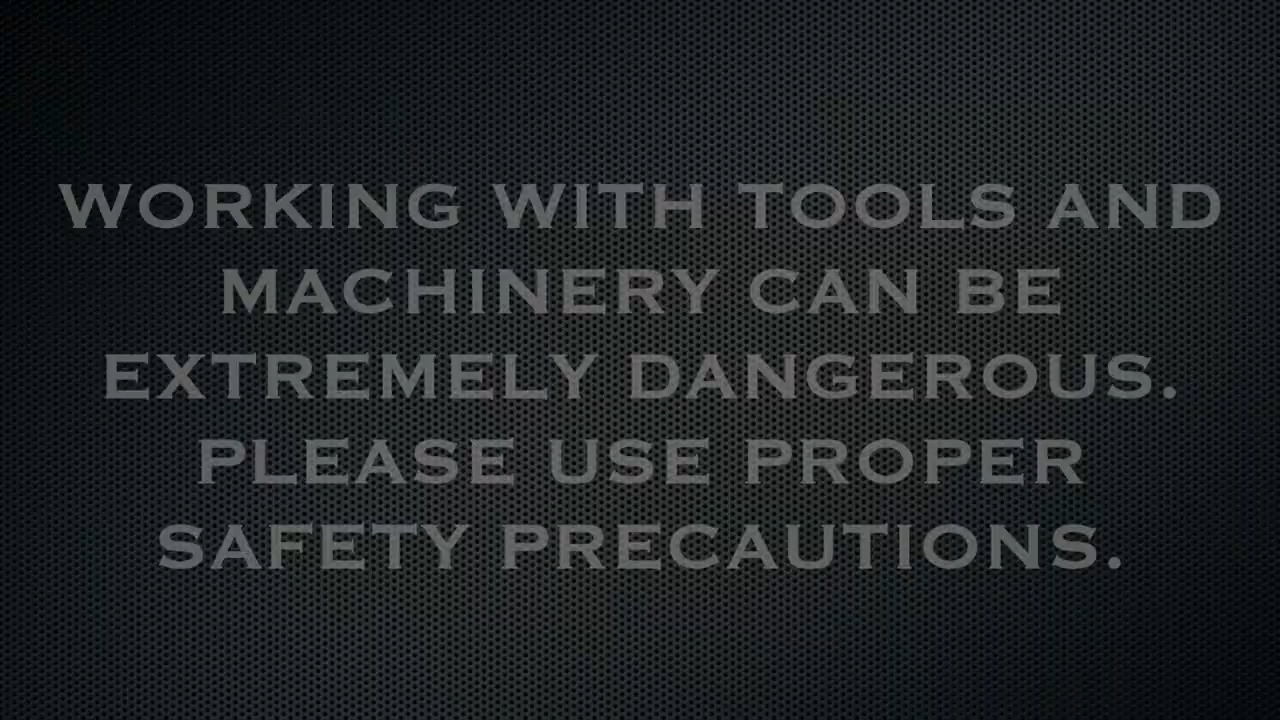 WORKING WITH TOOLS AND
MACHINERY CAN BE
EXTREMELY DANGEROUS.
PLEASE USE PROPER
SAFETY PRECAUTIONS.